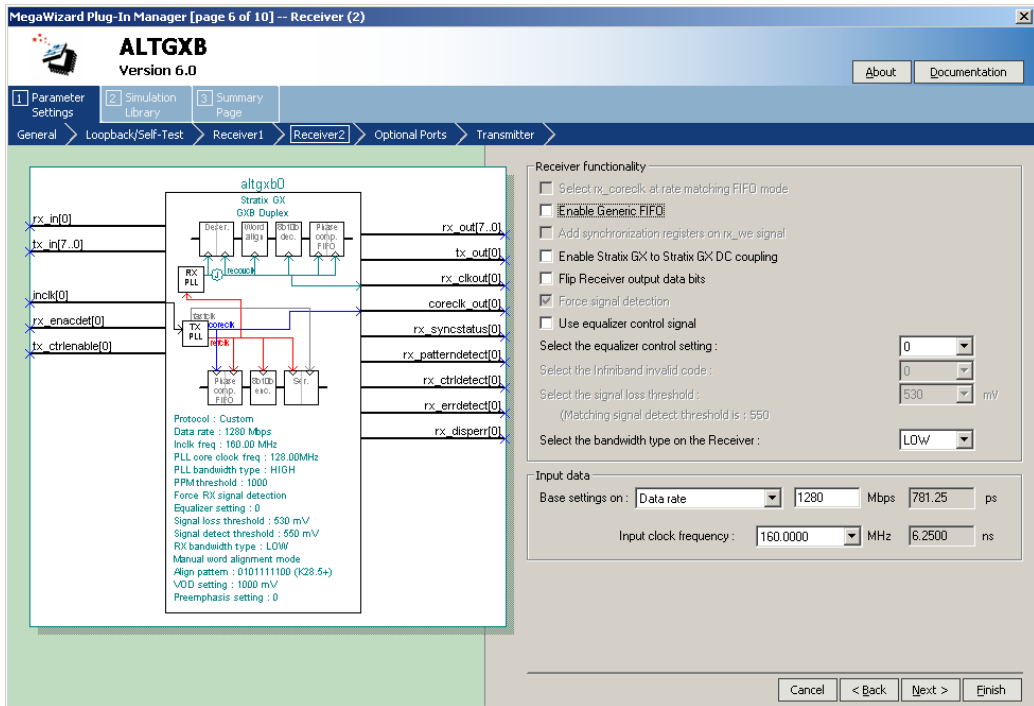 MegaWizard Plug-In Manager [page 6 of 10] - Receiver (2)
ALTGXB
Version 6.0
About
Documentation
1 Parameter Settings
2 Simulation Library
3 Summary Page
General
Loopback/Self-Test
Receiver1
Receiver2
Optional Ports
Transmitter
altgxb0
Stratix GX
GXB Duplex
rx_in[0]
tx_in[7..0]
inclk[0]
rx_enacdet[0]
tx_ctrlenable[0]
Deser.
Word align
8b10b dec.
Phase comp. FIFO
RX PLL
recovclk
fastclk
coreclk
TX PLL
refclk
Phase comp. FIFO
8b10b enc.
Ser.
rx_out[7..0]
tx_out[0]
rx_clkout[0]
coreclk_out[0]
rx_syncstatus[0]
rx_patterndetect[0]
rx_ctrldetect[0]
rx_errdetect[0]
rx_disperr[0]
Protocol : Custom
Data rate : 1280 Mbps
Inclk freq : 160.00 MHz
PLL core clock freq : 128.00MHz
PLL bandwidth type : HIGH
PPM threshold : 1000
Force RX signal detection
Equalizer setting : 0
Signal loss threshold : 530 mV
Signal detect threshold : 550 mV
RX bandwidth type : LOW
Manual word alignment mode
Align pattern : 0101111100 (K28.5+)
VOD setting : 1000 mV
Preemphasis setting : 0
Receiver functionality
Select rx_coreclk at rate matching FIFO mode
Enable Generic FIFO
Add synchronization registers on rx_we signal
Enable Stratix GX to Stratix GX DC coupling
Flip Receiver output data bits
Force signal detection
Use equalizer control signal
Select the equalizer control setting : 0
Select the Infiniband invalid code : 0
Select the signal loss threshold : 530 mV
(Matching signal detect threshold is : 550
Select the bandwidth type on the Receiver : LOW
Input data
Base settings on : Data rate 1280 Mbps 781.25 ps
Input clock frequency : 160.0000 MHz 6.2500 ns
Cancel
< Back
Next >
Finish